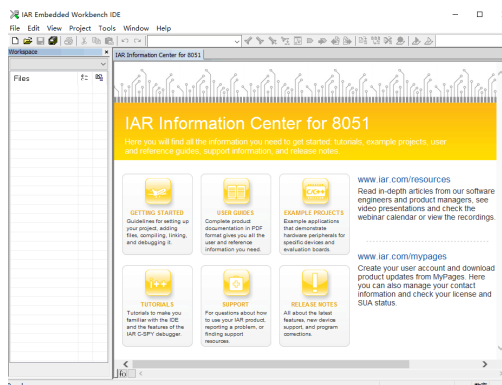 IAR Embedded Workbench IDE
File Edit View Project Tools Window Help
Workspace
IAR Information Center for 8051
Files
IAR Information Center for 8051
Here you will find all the information you need to get started: tutorials, example projects, user
and reference guides, support information, and release notes.
GETTING STARTED
Guidelines for setting up
your project, adding
files, compiling, linking,
and debugging it.
USER GUIDES
Complete product
documentation in PDF
format gives you all the
user and reference
information you need.
EXAMPLE PROJECTS
Example applications
that demonstrate
hardware peripherals for
specific devices and
evaluation boards.
TUTORIALS
Tutorials to make you
familiar with the IDE
and the features of the
IAR C-SPY debugger.
SUPPORT
For questions about how
to use your IAR product,
reporting a problem, or
finding support
resources.
RELEASE NOTES
All about the latest
features, new device
support, and program
corrections.
www.iar.com/resources
Read in-depth articles from our software
engineers and product managers, see
video presentations and check the
webinar calendar or view the recordings.
www.iar.com/mypages
Create your user account and download
product updates from MyPages. Here
you can also manage your contact
information and check your license and
SUA status.